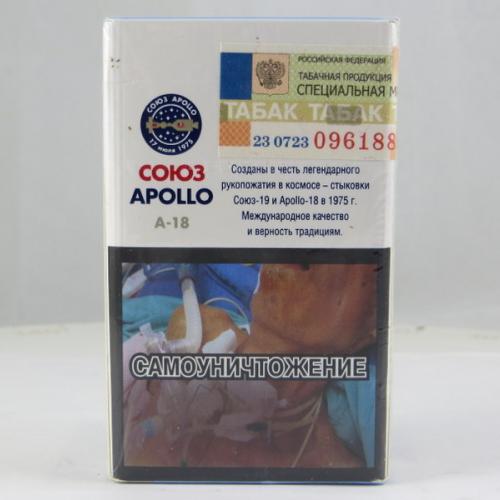 РОССИЙСКАЯ ФЕДЕРАЦИЯ
ТАБАЧНАЯ ПРОДУКЦИЯ
СПЕЦИАЛЬНАЯ М
ТАБАК ТАБАК
23 0723 096188
СОЮЗ APOLLO
17 июля 1975
СОЮЗ
APOLLO
A-18
Созданы в честь легендарного
рукопожатия в космосе – стыковки
Союз-19 и Apollo-18 в 1975 г.
Международное качество
и верность традициям.
САМОУНИЧТОЖЕНИЕ